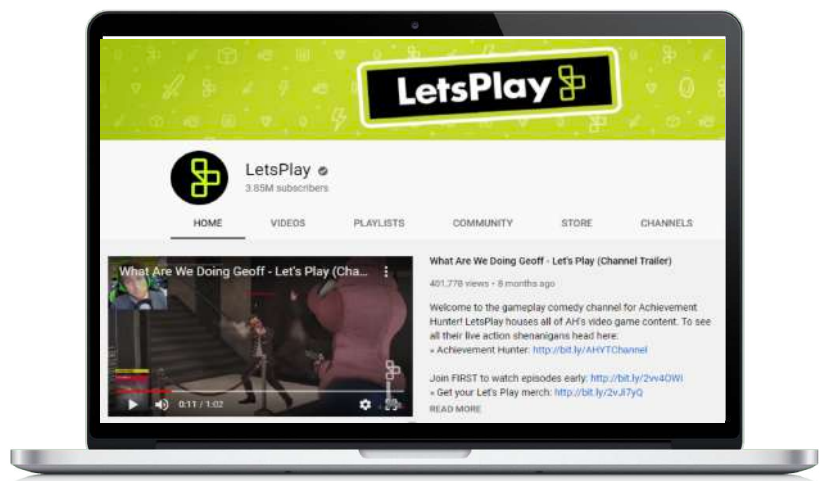 LetsPlay
LetsPlay
3.85M subscribers
HOME VIDEOS PLAYLISTS COMMUNITY STORE CHANNELS
What Are We Doing Geoff - Let's Play (Cha...
0:11 / 1:02
What Are We Doing Geoff - Let's Play (Channel Trailer)
401,778 views • 8 months ago
Welcome to the gameplay comedy channel for Achievement
Hunter! LetsPlay houses all of AH's video game content. To see
all their live action shenanigans head here:
» Achievement Hunter: http://bit.ly/AHYTChannel
Join FIRST to watch episodes early: http://bit.ly/2vv4OWI
» Get your Let's Play merch: http://bit.ly/2vJi7yQ
READ MORE